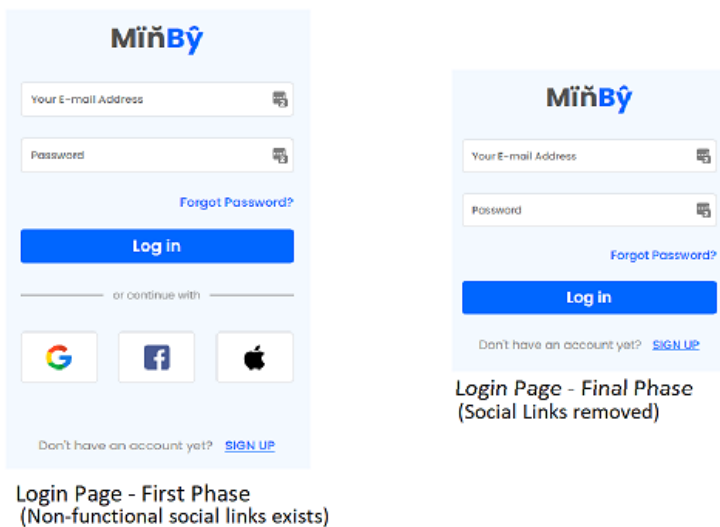 MïňBŷ
Your E-mail Address
Password
Forgot Password?
Log in
or continue with
Don't have an account yet? SIGN UP
Login Page - First Phase
(Non-functional social links exists)
MïňBŷ
Your E-mail Address
Password
Forgot Password?
Log in
Don't have an account yet? SIGN UP
Login Page - Final Phase
(Social Links removed)